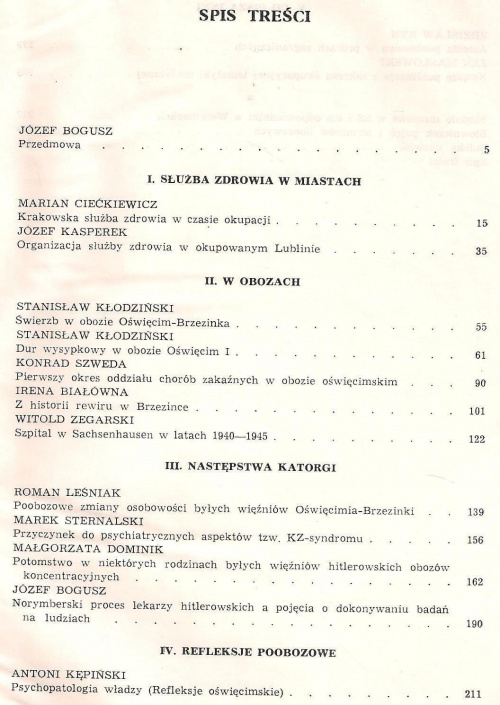 SPIS TREŚCI
JÓZEF BOGUSZ
Przedmowa . . . . . . . . . . . . . . . . 5
I. SŁUŻBA ZDROWIA W MIASTACH
MARIAN CIEĆKIEWICZ
Krakowska służba zdrowia w czasie okupacji . . . . . . . . . 15
JÓZEF KASPEREK
Organizacja służby zdrowia w okupowanym Lublinie . . . . . . . 35
II. W OBOZACH
STANISŁAW KŁODZIŃSKI
Świerzb w obozie Oświęcim-Brzezinka . . . . . . . . . . . 55
STANISŁAW KŁODZIŃSKI
Dur wysypkowy w obozie Oświęcim I . . . . . . . . . . . 61
KONRAD SZWEDA
Pierwszy okres oddziału chorób zakaźnych w obozie oświęcimskim . . . 90
IRENA BIAŁÓWNA
Z historii rewiru w Brzezince . . . . . . . . . . . . 101
WITOLD ZEGARSKI
Szpital w Sachsenhausen w latach 1940—1945 . . . . . . . . . 122
III. NASTĘPSTWA KATORGI
ROMAN LEŚNIAK
Poobozowe zmiany osobowości byłych więźniów Oświęcimia-Brzezinki . . 139
MAREK STERNALSKI
Przyczynek do psychiatrycznych aspektów tzw. KZ-syndromu . . . . . 156
MAŁGORZATA DOMINIK
Potomstwo w niektórych rodzinach byłych więźniów hitlerowskich obozów
koncentracyjnych . . . . . . . . . . . . . . 162
JÓZEF BOGUSZ
Norymberski proces lekarzy hitlerowskich a pojęcia o dokonywaniu badań
na ludziach . . . . . . . . . . . . . . . 190
IV. REFLEKSJE POOBOZOWE
ANTONI KĘPIŃSKI
Psychopatologia władzy (Refleksje oświęcimskie) . . . . . . . . 211